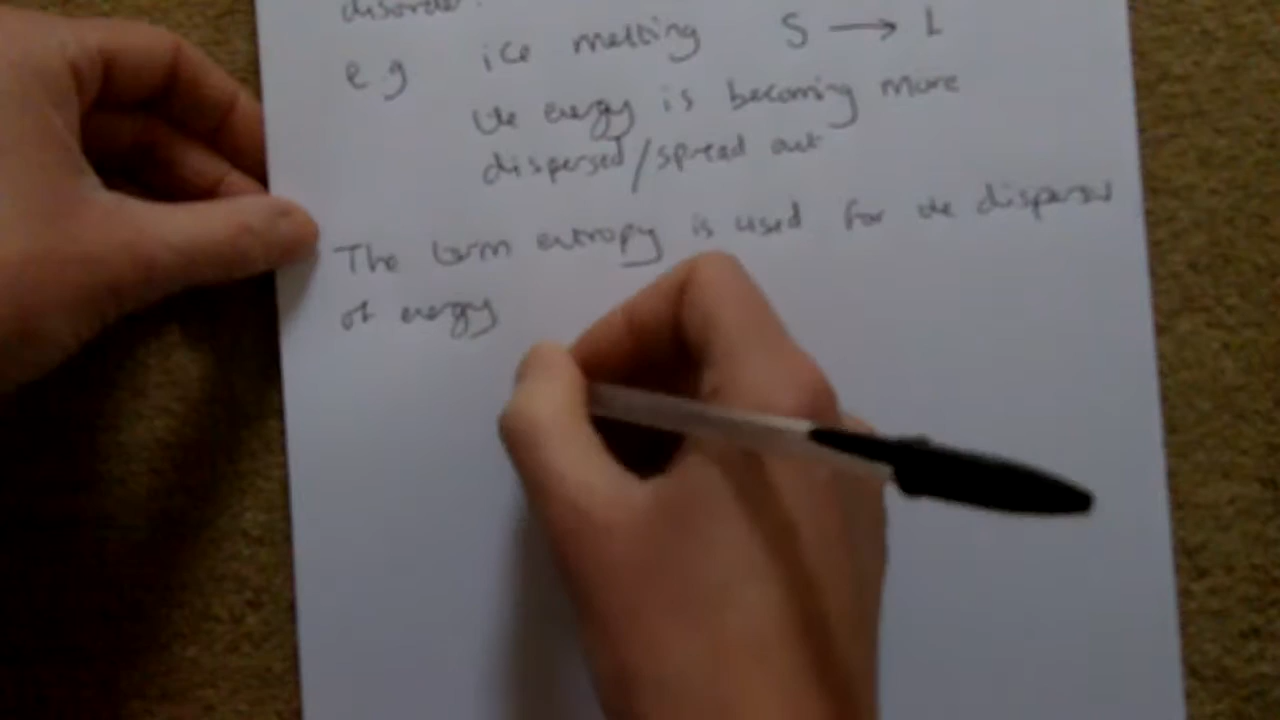 disorder.
e.g ice melting S → L
the energy is becoming more
dispersed/spread out
The term entropy is used for the dispersal
of energy